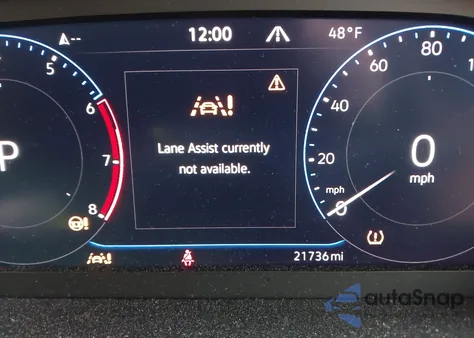 A--
12:00
48°F
5
6
7
8
P
Lane Assist currently
not available.
80
60
40
20
mph
0
0
mph
21736 mi
autoSnap